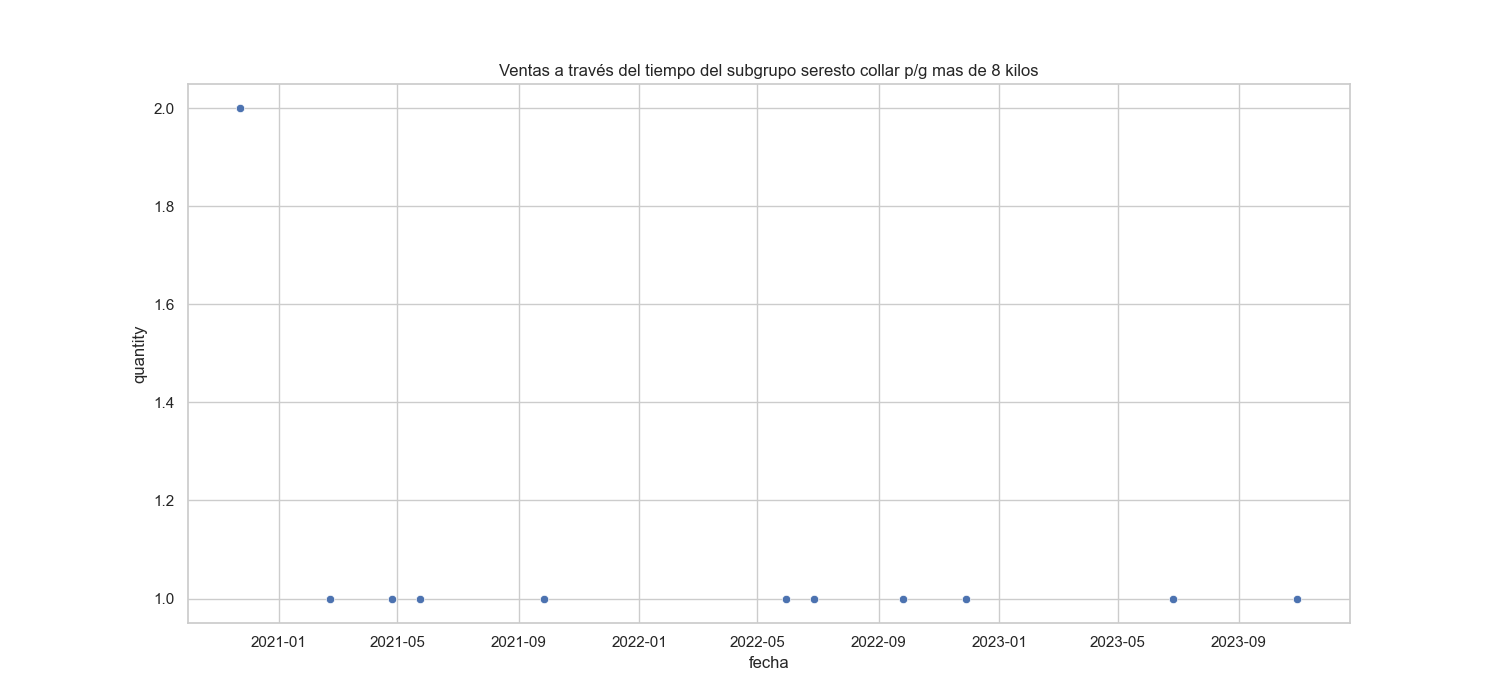 Ventas a través del tiempo del subgrupo seresto collar p/g mas de 8 kilos
2.0
1.8
1.6
1.4
1.2
1.0
quantity
2021-01 2021-05 2021-09 2022-01 2022-05 2022-09 2023-01 2023-05 2023-09
fecha